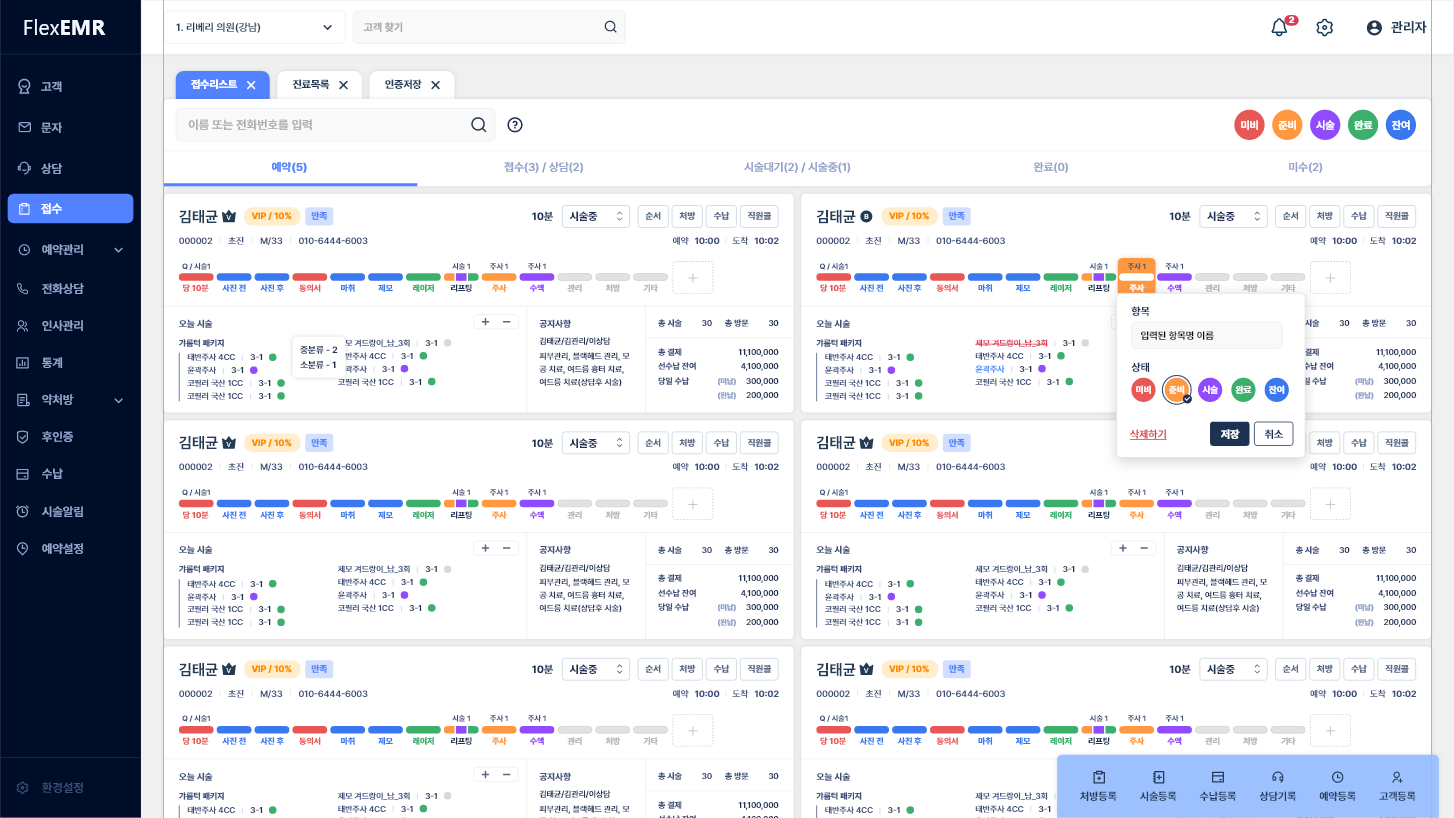 FlexEMR
1. 리베리 의원(강남)
고객 찾기
2
관리자
고객
문자
상담
접수
예약관리
전화상담
인사관리
통계
약처방
후인증
수납
시술알림
예약설정
환경설정
접수리스트
진료목록
인증저장
이름 또는 전화번호를 입력
미비 준비 시술 완료 잔여
예약(5) 접수(3) / 상담(2) 시술대기(2) / 시술중(1) 완료(0) 미수(2)
김태균 V VIP / 10% 만족 10분 시술중 순서 처방 수납 직원콜
000002 초진 M/33 010-6444-6003 예약 10:00 도착 10:02
Q / 시술1 시술 1 주사 1 주사 1
당 10분 사진 전 사진 후 동의서 마취 제모 레이저 리프팅 주사 수액 관리 처방 기타
오늘 시술
가름턱 패키지
태반주사 4CC 3-1
윤곽주사 3-1
코필러 국산 1CC 3-1
코필러 국산 1CC 3-1
중분류 - 2
소분류 - 1
모 겨드랑이_남_3회 3-1
반주사 4CC 3-1
곽주사 3-1
코필러 국산 1CC 3-1
공지사항
김태균/김관리/이상담
피부관리, 블랙헤드 관리, 모
공 치료, 여드름 흉터 치료,
여드름 치료(상담후 시술)
총 시술 30 총 방문 30
총 결제 11,100,000
선수납 잔여 4,100,000
당일 수납 (미납) 300,000
(완납) 200,000
김태균 B VIP / 10% 만족 10분 시술중 순서 처방 수납 직원콜
000002 초진 M/33 010-6444-6003 예약 10:00 도착 10:02
Q / 시술1 시술 1 주사 1 주사 1
당 10분 사진 전 사진 후 동의서 마취 제모 레이저 리프팅 주사 수액 관리 처방 기타
오늘 시술
가름턱 패키지
태반주사 4CC 3-1
윤곽주사 3-1
코필러 국산 1CC 3-1
코필러 국산 1CC 3-1
제모 겨드랑이_남_3회 3-1
태반주사 4CC 3-1
윤곽주사 3-1
코필러 국산 1CC 3-1
항목
입력된 항목명 이름
상태
미비 준비 시술 완료 잔여
삭제하기 저장 취소
시술 30 총 방문 30
11,100,000
잔여 4,100,000
수납 (미납) 300,000
(완납) 200,000
김태균 V VIP / 10% 만족 10분 시술중 순서 처방 수납 직원콜
000002 초진 M/33 010-6444-6003 예약 10:00 도착 10:02
Q / 시술1 시술 1 주사 1 주사 1
당 10분 사진 전 사진 후 동의서 마취 제모 레이저 리프팅 주사 수액 관리 처방 기타
오늘 시술
가름턱 패키지
태반주사 4CC 3-1
윤곽주사 3-1
코필러 국산 1CC 3-1
코필러 국산 1CC 3-1
제모 겨드랑이_남_3회 3-1
태반주사 4CC 3-1
윤곽주사 3-1
코필러 국산 1CC 3-1
공지사항
김태균/김관리/이상담
피부관리, 블랙헤드 관리, 모
공 치료, 여드름 흉터 치료,
여드름 치료(상담후 시술)
총 시술 30 총 방문 30
총 결제 11,100,000
선수납 잔여 4,100,000
당일 수납 (미납) 300,000
(완납) 200,000
김태균 V VIP / 10% 만족 처방 수납 직원콜
000002 초진 M/33 010-6444-6003 예약 10:00 도착 10:02
Q / 시술1 시술 1 주사 1 주사 1
당 10분 사진 전 사진 후 동의서 마취 제모 레이저 리프팅 주사 수액 관리 처방 기타
오늘 시술
가름턱 패키지
태반주사 4CC 3-1
윤곽주사 3-1
코필러 국산 1CC 3-1
코필러 국산 1CC 3-1
제모 겨드랑이_남_3회 3-1
태반주사 4CC 3-1
윤곽주사 3-1
코필러 국산 1CC 3-1
공지사항
김태균/김관리/이상담
피부관리, 블랙헤드 관리, 모
공 치료, 여드름 흉터 치료,
여드름 치료(상담후 시술)
총 시술 30 총 방문 30
총 결제 11,100,000
선수납 잔여 4,100,000
당일 수납 (미납) 300,000
(완납) 200,000
김태균 V VIP / 10% 만족 10분 시술중 순서 처방 수납 직원콜
000002 초진 M/33 010-6444-6003 예약 10:00 도착 10:02
Q / 시술1 시술 1 주사 1 주사 1
당 10분 사진 전 사진 후 동의서 마취 제모 레이저 리프팅 주사 수액 관리 처방 기타
오늘 시술
가름턱 패키지
태반주사 4CC 3-1
제모 겨드랑이_남_3회 3-1
태반주사 4CC 3-1
공지사항
김태균/김관리/이상담
피부관리, 블랙헤드 관리, 모
총 시술 30 총 방문 30
총 결제 11,100,000
김태균 V VIP / 10% 만족 10분 시술중 순서 처방 수납 직원콜
000002 초진 M/33 010-6444-6003 예약 10:00 도착 10:02
Q / 시술1 시술 1 주사 1 주사 1
당 10분 사진 전 사진 후 동의서 마취 제모 레이저 리프팅 주사 수액 관리 처방 기타
오늘 시술
가름턱 패키지
태반주사 4CC 3-1
제모 겨드랑이_남_3회
태반주사 4CC 3-1
처방등록 시술등록 수납등록 상담기록 예약등록 고객등록